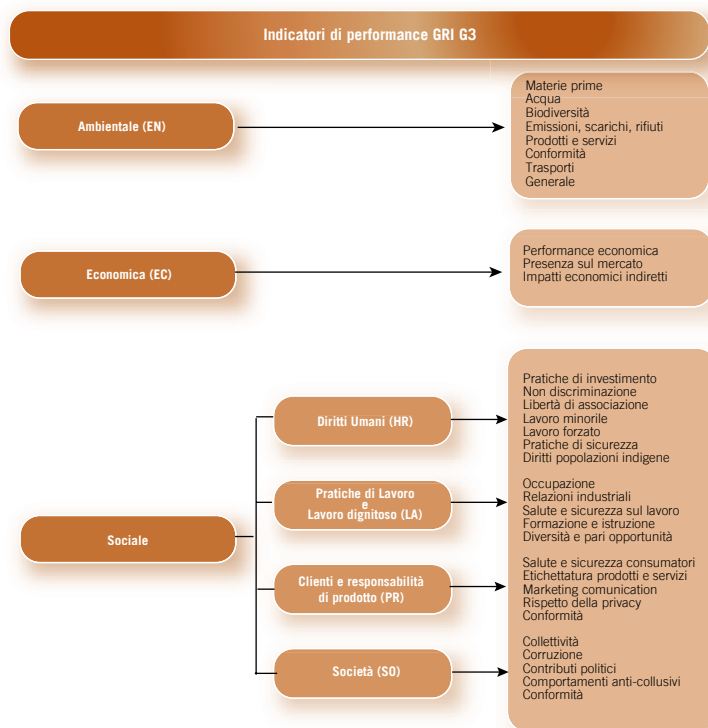 Indicatori di performance GRI G3
Ambientale (EN)
Materie prime
Acqua
Biodiversità
Emissioni, scarichi, rifiuti
Prodotti e servizi
Conformità
Trasporti
Generale
Economica (EC)
Performance economica
Presenza sul mercato
Impatti economici indiretti
Sociale
Diritti Umani (HR)
Pratiche di investimento
Non discriminazione
Libertà di associazione
Lavoro minorile
Lavoro forzato
Pratiche di sicurezza
Diritti popolazioni indigene
Pratiche di Lavoro
e
Lavoro dignitoso (LA)
Occupazione
Relazioni industriali
Salute e sicurezza sul lavoro
Formazione e istruzione
Diversità e pari opportunità
Clienti e responsabilità
di prodotto (PR)
Salute e sicurezza consumatori
Etichettatura prodotti e servizi
Marketing comunication
Rispetto della privacy
Conformità
Società (SO)
Collettività
Corruzione
Contributi politici
Comportamenti anti-collusivi
Conformità